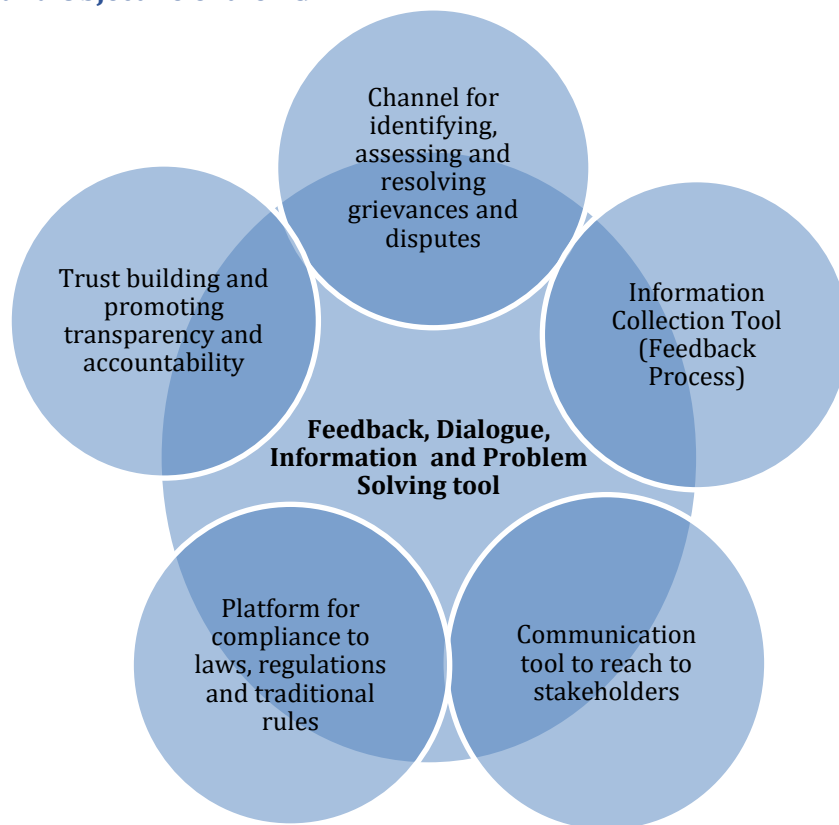 Channel for
identifying,
assessing and
resolving
grievances and
disputes
Information
Collection Tool
(Feedback
Process)
Communication
tool to reach to
stakeholders
Platform for
compliance to
laws, regulations
and traditional
rules
Trust building and
promoting
transparency and
accountability
Feedback, Dialogue,
Information and Problem
Solving tool